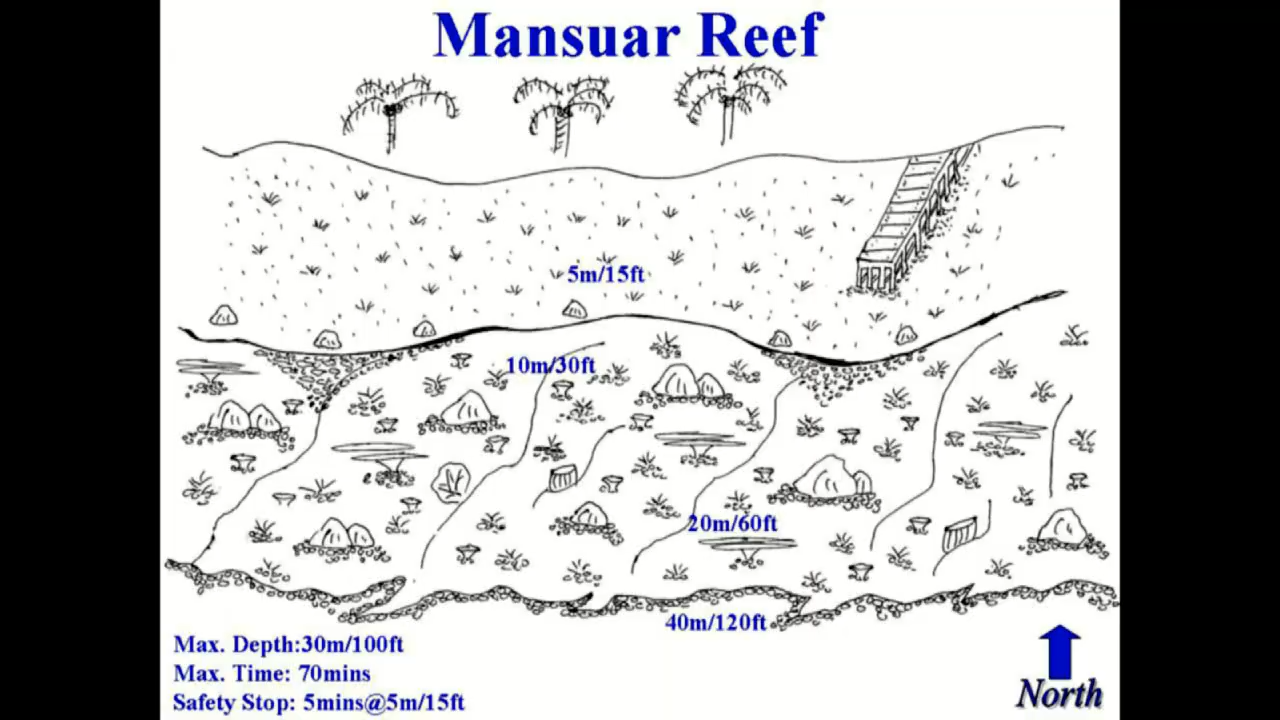 Mansuar Reef
5m/15ft
10m/30ft
20m/60ft
40m/120ft
Max. Depth:30m/100ft
Max. Time: 70mins
Safety Stop: 5mins@5m/15ft
North